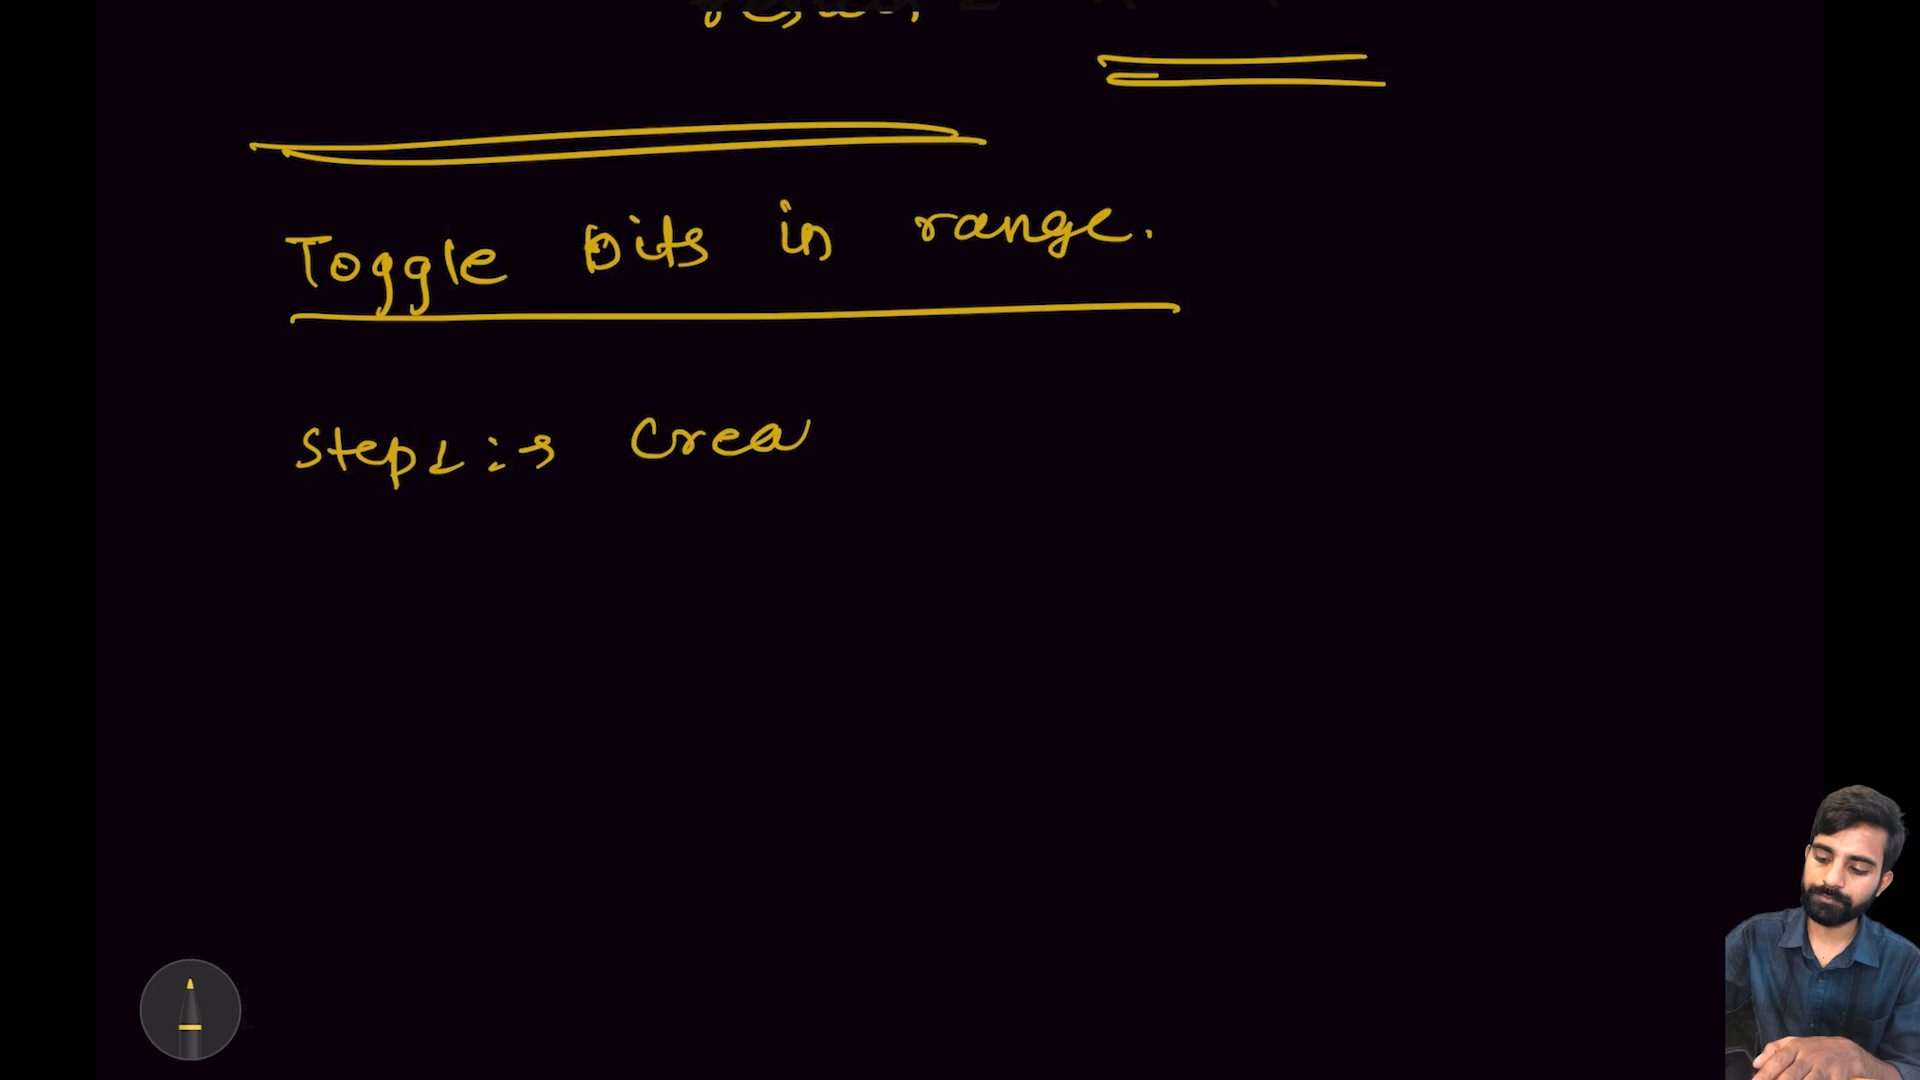 Toggle bits in range.
step1 :→ Crea